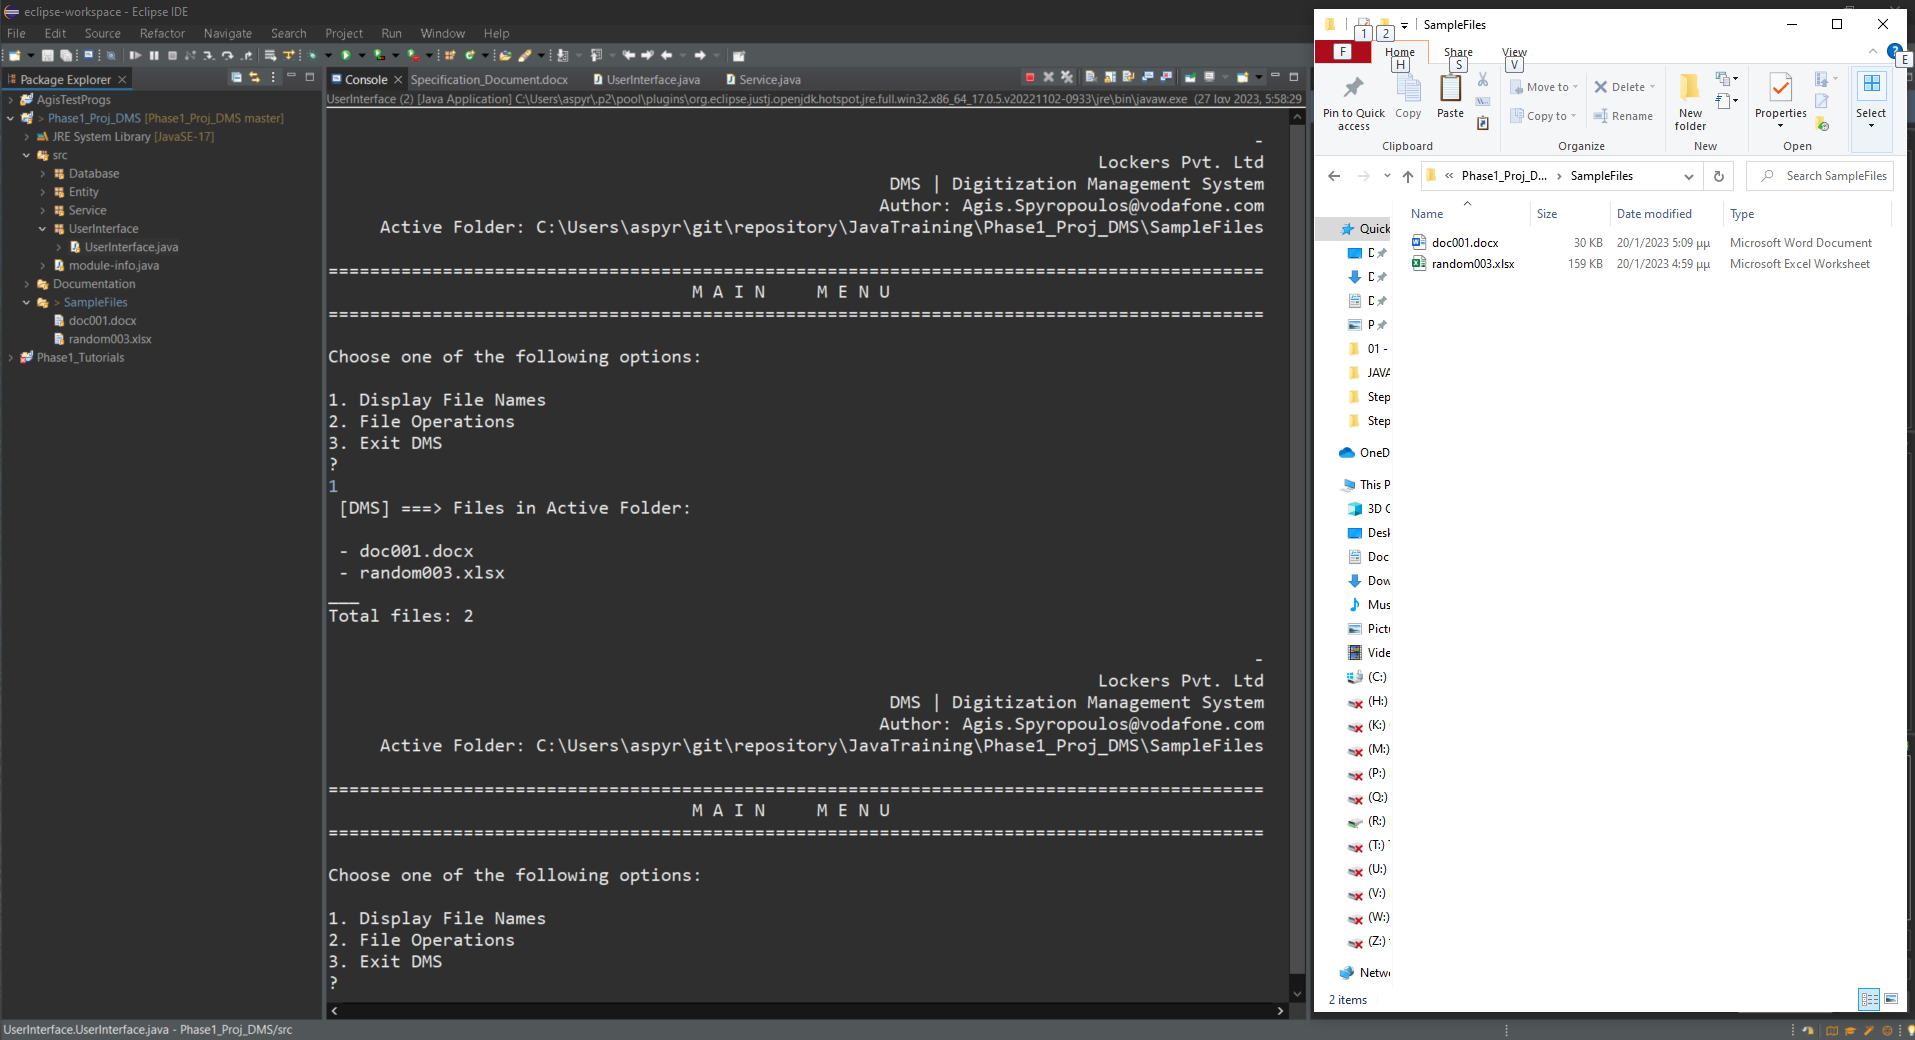 eclipse-workspace - Eclipse IDE
File Edit Source Refactor Navigate Search Project Run Window Help
Package Explorer
AgisTestProgs
> Phase1_Proj_DMS [Phase1_Proj_DMS master]
JRE System Library [JavaSE-17]
src
Database
Entity
Service
UserInterface
UserInterface.java
module-info.java
Documentation
> SampleFiles
doc001.docx
random003.xlsx
Phase1_Tutorials
Console Specification_Document.docx UserInterface.java Service.java
UserInterface (2) [Java Application] C:\Users\aspyr\.p2\pool\plugins\org.eclipse.justj.openjdk.hotspot.jre.full.win32.x86_64_17.0.5.v20221102-0933\jre\bin\javaw.exe (27 Ιαν 2023, 5:58:29
-
Lockers Pvt. Ltd
DMS | Digitization Management System
Author: Agis.Spyropoulos@vodafone.com
Active Folder: C:\Users\aspyr\git\repository\JavaTraining\Phase1_Proj_DMS\SampleFiles
==========================================================================================
M A I N     M E N U
==========================================================================================
Choose one of the following options:
1. Display File Names
2. File Operations
3. Exit DMS
?
1
[DMS] ===> Files in Active Folder:
- doc001.docx
- random003.xlsx
___
Total files: 2
-
Lockers Pvt. Ltd
DMS | Digitization Management System
Author: Agis.Spyropoulos@vodafone.com
Active Folder: C:\Users\aspyr\git\repository\JavaTraining\Phase1_Proj_DMS\SampleFiles
==========================================================================================
M A I N     M E N U
==========================================================================================
Choose one of the following options:
1. Display File Names
2. File Operations
3. Exit DMS
?
UserInterface.UserInterface.java - Phase1_Proj_DMS/src
SampleFiles
1 2
F Home Share View
H S V E
Pin to Quick access
Copy
Paste
Clipboard
Move to
Copy to
Delete
Rename
Organize
New folder
New
Properties
Open
Select
« Phase1_Proj_D... > SampleFiles
Search SampleFiles
Name Size Date modified Type
doc001.docx 30 KB 20/1/2023 5:09 μμ Microsoft Word Document
random003.xlsx 159 KB 20/1/2023 4:59 μμ Microsoft Excel Worksheet
Quick
D
D
D
P
01 -
JAVA
Step
Step
OneD
This P
3D O
Desk
Doc
Dow
Mus
Pictu
Vide
(C:)
(H:)
(K:)
(M:)
(P:)
(Q:)
(R:)
(T:)
(U:)
(V:)
(W:)
(Z:)
Netwo
2 items